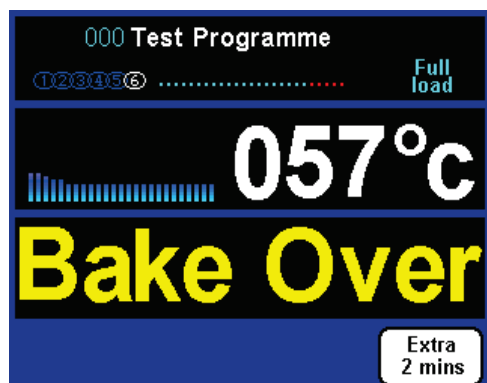 000 Test Programme
①②③④⑤⑥
Full
load
057°c
Bake Over
Extra
2 mins